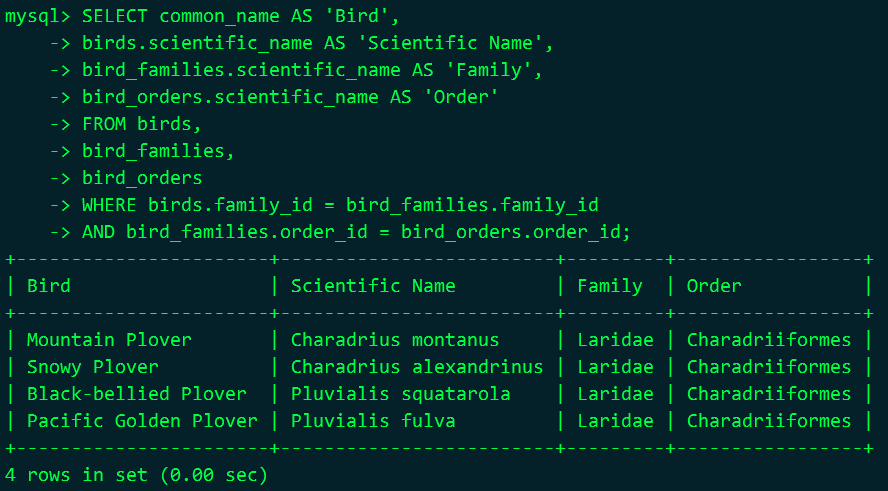 mysql> SELECT common_name AS 'Bird',
    -> birds.scientific_name AS 'Scientific Name',
    -> bird_families.scientific_name AS 'Family',
    -> bird_orders.scientific_name AS 'Order'
    -> FROM birds,
    -> bird_families,
    -> bird_orders
    -> WHERE birds.family_id = bird_families.family_id
    -> AND bird_families.order_id = bird_orders.order_id;
+-----------------------+-------------------------+---------+-----------------+
| Bird                  | Scientific Name         | Family  | Order           |
+-----------------------+-------------------------+---------+-----------------+
| Mountain Plover       | Charadrius montanus     | Laridae | Charadriiformes |
| Snowy Plover          | Charadrius alexandrinus | Laridae | Charadriiformes |
| Black-bellied Plover  | Pluvialis squatarola    | Laridae | Charadriiformes |
| Pacific Golden Plover | Pluvialis fulva         | Laridae | Charadriiformes |
+-----------------------+-------------------------+---------+-----------------+
4 rows in set (0.00 sec)